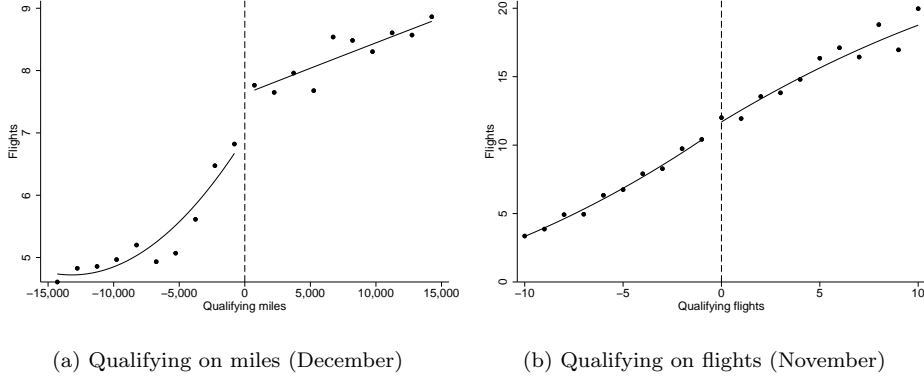 9
8
7
6
5
Flights
−15,000 −10,000 −5,000 0 5,000 10,000 15,000
Qualifying miles
(a) Qualifying on miles (December)
20
15
10
5
0
Flights
−10 −5 0 5 10
Qualifying flights
(b) Qualifying on flights (November)